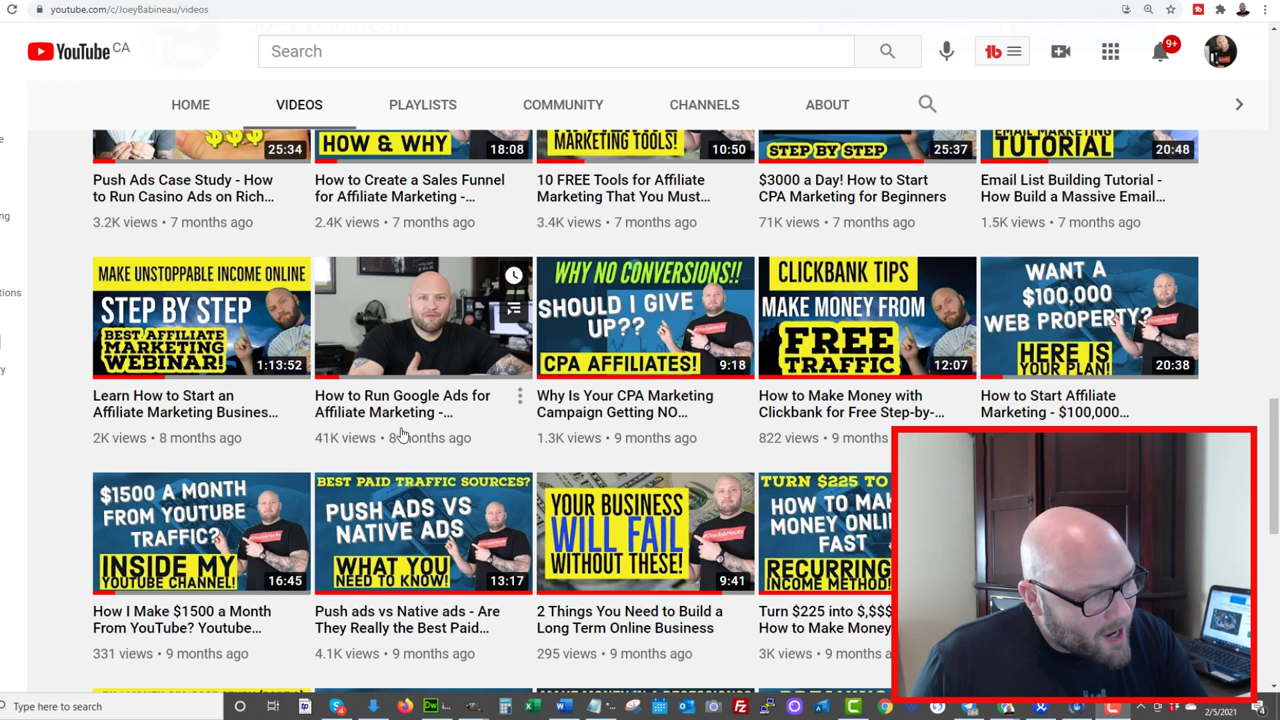 youtube.com/c/JoeyBabineau/videos
YouTube CA
Search
9+
HOME
VIDEOS
PLAYLISTS
COMMUNITY
CHANNELS
ABOUT
$$$
25:34
HOW & WHY
18:08
MARKETING TOOLS!
10:50
STEP BY STEP
25:37
EMAIL MARKETING
TUTORIAL
20:48
Push Ads Case Study - How
to Run Casino Ads on Rich...
3.2K views • 7 months ago
How to Create a Sales Funnel
for Affiliate Marketing -...
2.4K views • 7 months ago
10 FREE Tools for Affiliate
Marketing That You Must...
3.4K views • 7 months ago
$3000 a Day! How to Start
CPA Marketing for Beginners
71K views • 7 months ago
Email List Building Tutorial -
How Build a Massive Email...
1.5K views • 7 months ago
MAKE UNSTOPPABLE INCOME ONLINE
STEP BY STEP
BEST AFFILIATE
MARKETING
WEBINAR!
1:13:52
WHY NO CONVERSIONS!!
SHOULD I GIVE
UP??
CPA AFFILIATES!
9:18
CLICKBANK TIPS
MAKE MONEY FROM
FREE
TRAFFIC
12:07
WANT A
$100,000
WEB PROPERTY?
HERE IS
YOUR PLAN!
20:38
Learn How to Start an
Affiliate Marketing Busines...
2K views • 8 months ago
How to Run Google Ads for
Affiliate Marketing -...
41K views • 8 months ago
Why Is Your CPA Marketing
Campaign Getting NO...
1.3K views • 9 months ago
How to Make Money with
Clickbank for Free Step-by-...
822 views • 9 months
How to Start Affiliate
Marketing - $100,000...
$1500 A MONTH
FROM YOUTUBE
TRAFFIC?
INSIDE MY
YOUTUBE CHANNEL!
16:45
BEST PAID TRAFFIC SOURCES?
PUSH ADS VS
NATIVE ADS
WHAT YOU
NEED TO KNOW!
13:17
YOUR BUSINESS
WILL FAIL
WITHOUT THESE!
9:41
TURN $225 TO
HOW TO MAK
MONEY ONLI
FAST
RECURRING
INCOME METHOD!
How I Make $1500 a Month
From YouTube? Youtube...
331 views • 9 months ago
Push ads vs Native ads - Are
They Really the Best Paid...
4.1K views • 9 months ago
2 Things You Need to Build a
Long Term Online Business
295 views • 9 months ago
Turn $225 into $,$$$
How to Make Money
3K views • 9 months a
Type here to search
2/5/2021